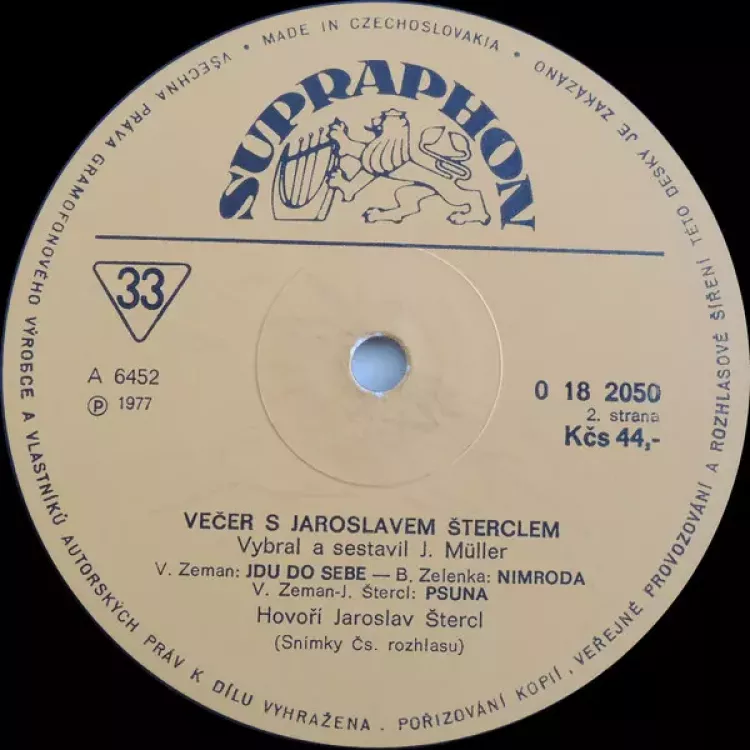 MADE IN CZECHOSLOVAKIA •
VŠECHNA PRÁVA GRAMOFONOVÉHO VÝROBCE A VLASTNÍKŮ AUTORSKÝCH PRÁV K DÍLU VYHRAŽENA. POŘIZOVÁNÍ KOPIÍ, VEŘEJNÉ PROVOZOVÁNÍ A ROZHLASOVÉ ŠÍŘENÍ TÉTO DESKY JE ZAKÁZÁNO •
SUPRAPHON
33
A 6452
Ⓟ 1977
0 18 2050
2. strana
Kčs 44,-
VEČER S JAROSLAVEM ŠTERCLEM
Vybral a sestavil J. Müller
V. Zeman: JDU DO SEBE — B. Zelenka: NIMRODA
V. Zeman-J. Štercl: PSUNA
Hovoří Jaroslav Štercl
(Snímky Čs. rozhlasu)